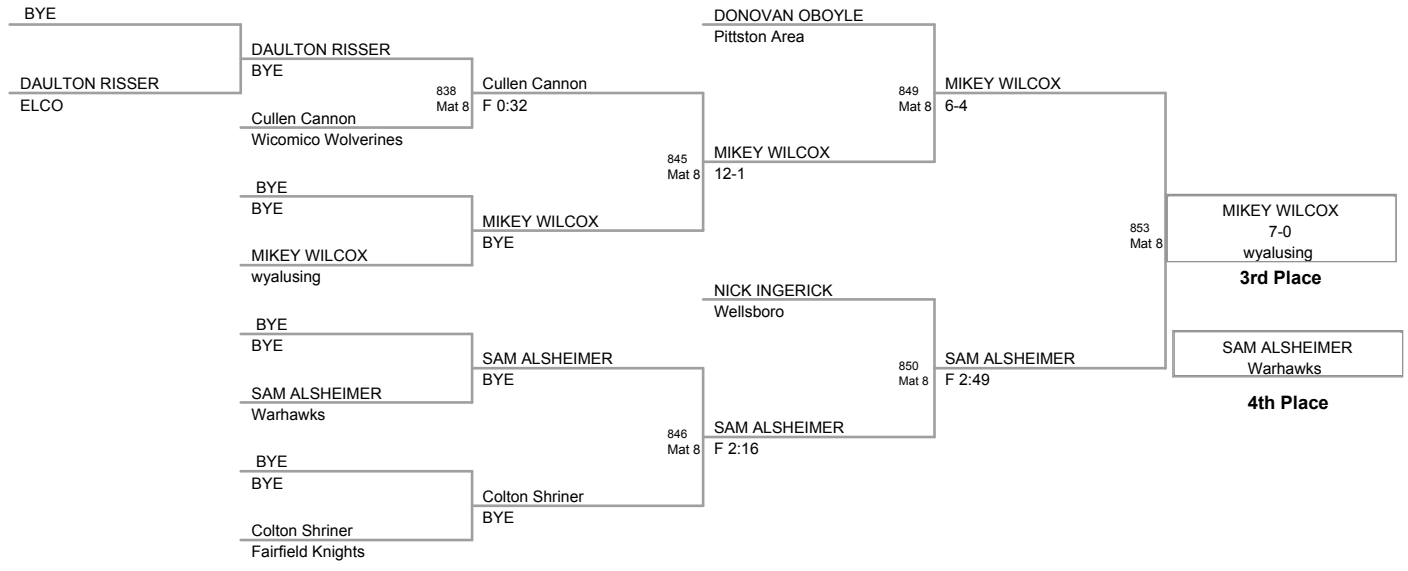 BYE
DAULTON RISSER
ELCO
DAULTON RISSER
BYE
Cullen Cannon
Wicomico Wolverines
BYE
BYE
MIKEY WILCOX
wyalusing
BYE
BYE
SAM ALSHEIMER
Warhawks
BYE
BYE
Colton Shriner
Fairfield Knights
838
Mat 8
Cullen Cannon
F 0:32
MIKEY WILCOX
BYE
SAM ALSHEIMER
BYE
Colton Shriner
BYE
DONOVAN OBOYLE
Pittston Area
845
Mat 8
MIKEY WILCOX
12-1
NICK INGERICK
Wellsboro
846
Mat 8
SAM ALSHEIMER
F 2:16
849
Mat 8
MIKEY WILCOX
6-4
850
Mat 8
SAM ALSHEIMER
F 2:49
853
Mat 8
MIKEY WILCOX
7-0
wyalusing
3rd Place
SAM ALSHEIMER
Warhawks
4th Place